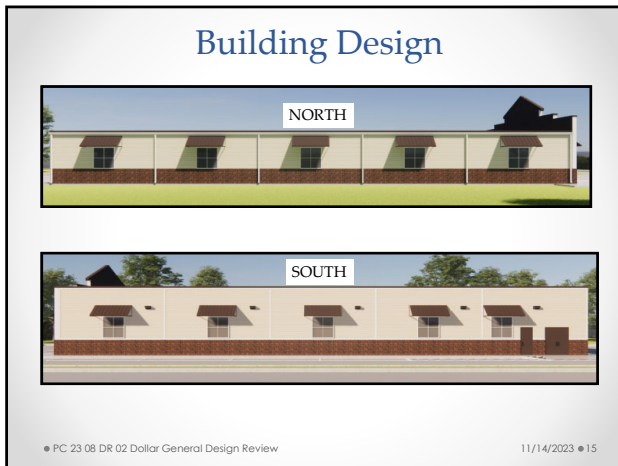 Building Design
NORTH
SOUTH
● PC 23 08 DR 02 Dollar General Design Review
11/14/2023 ● 15